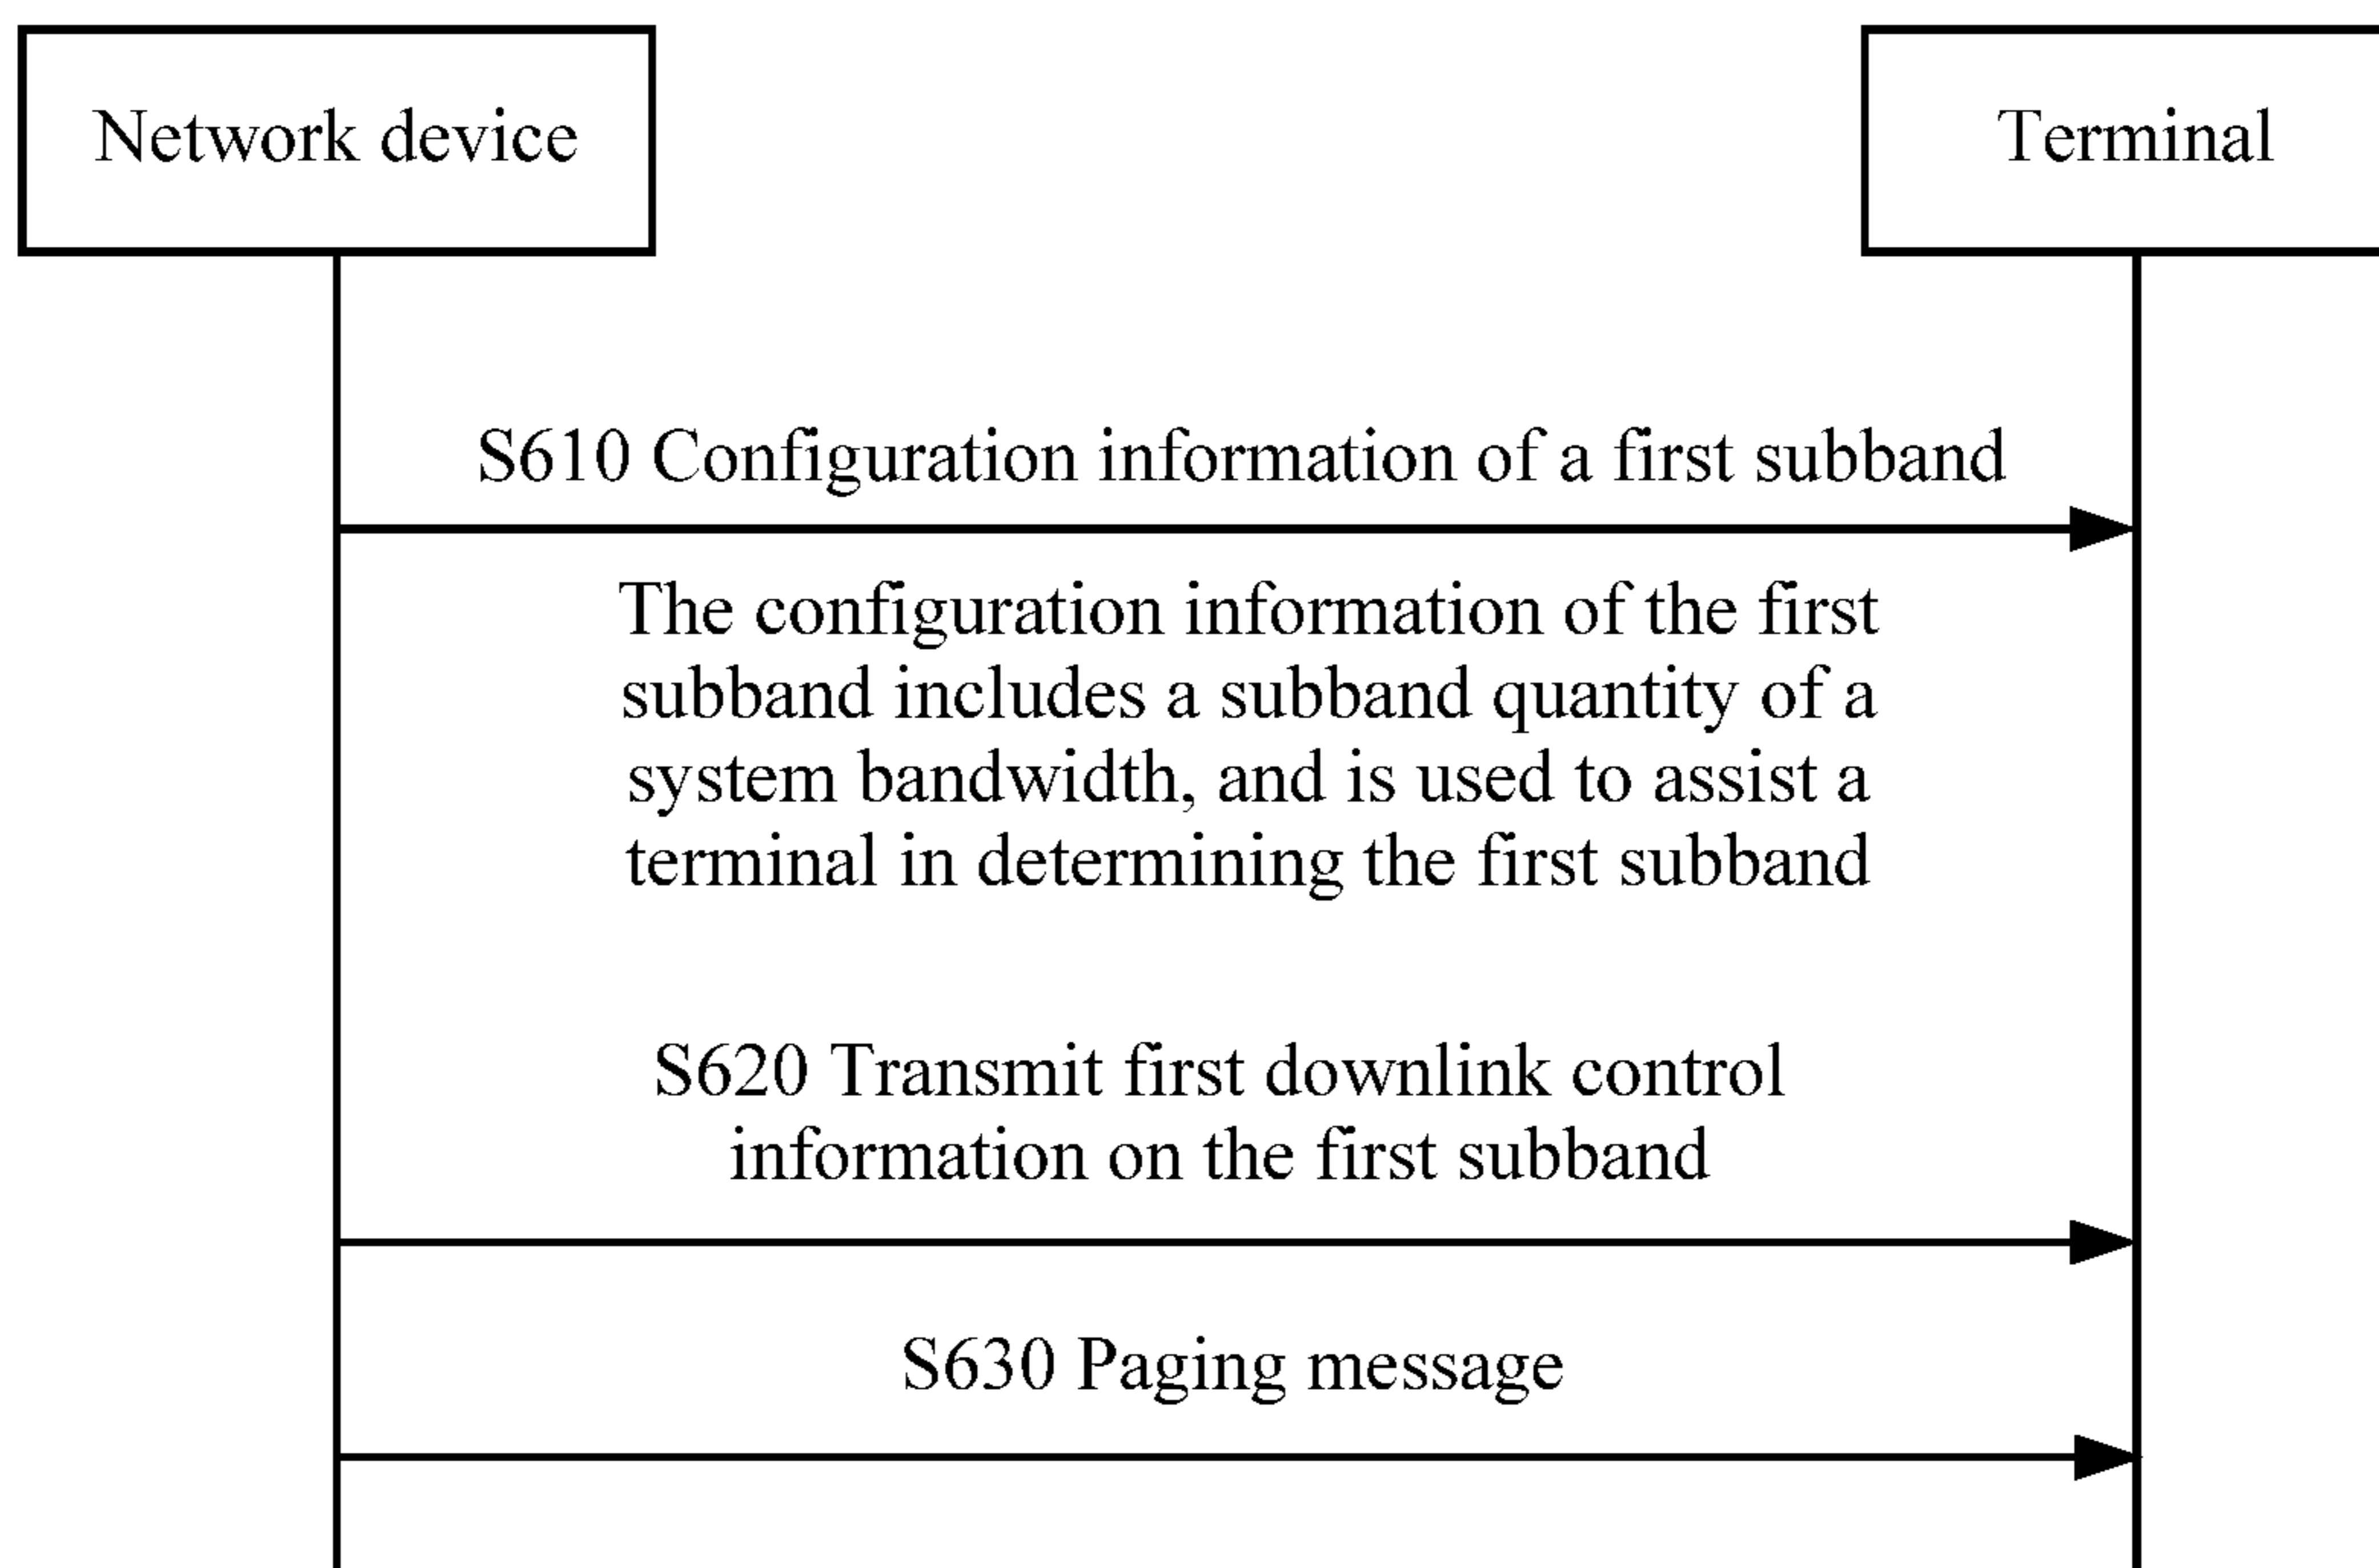 Network device
Terminal
S610 Configuration information of a first subband
The configuration information of the first
subband includes a subband quantity of a
system bandwidth, and is used to assist a
terminal in determining the first subband
S620 Transmit first downlink control
information on the first subband
S630 Paging message